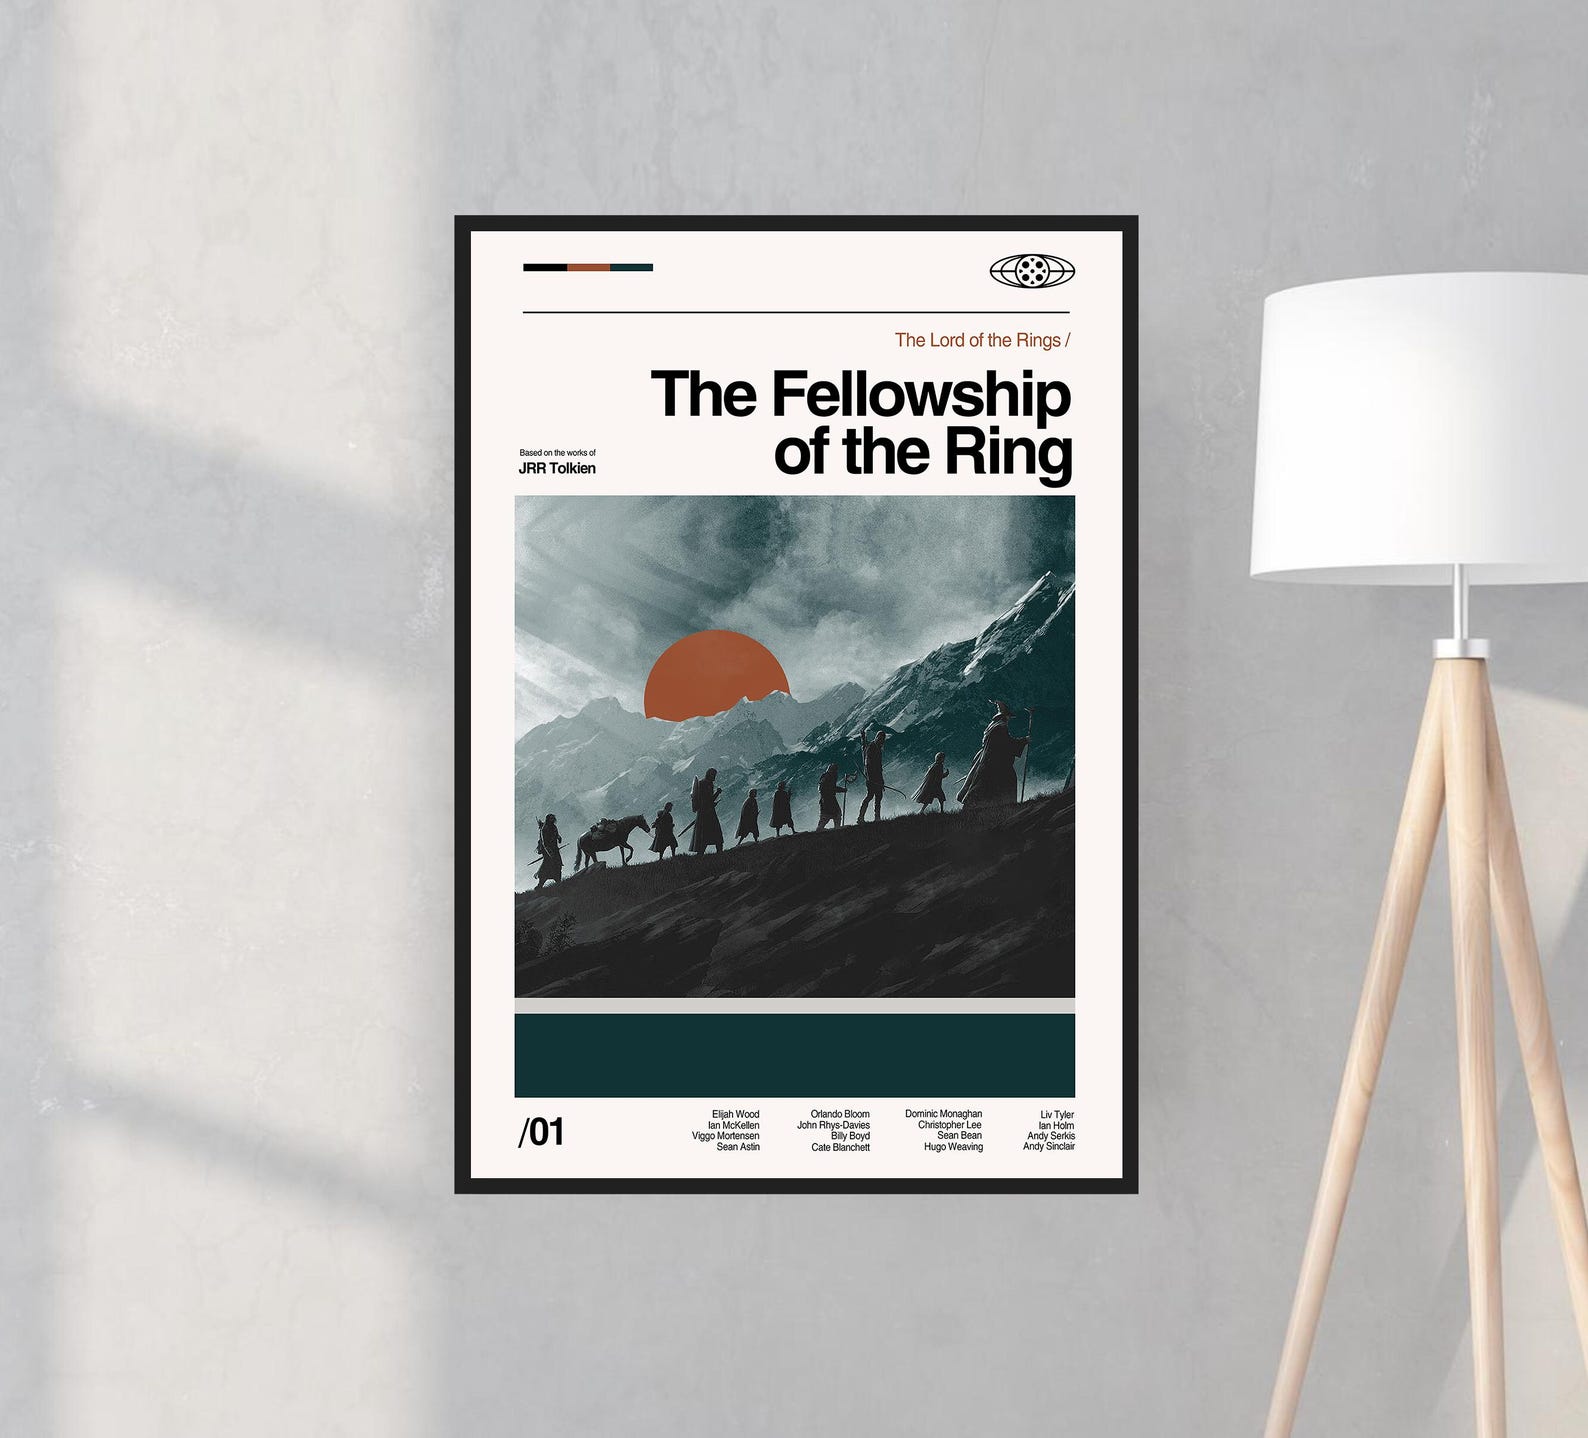 The Lord of the Rings /
The Fellowship
of the Ring
Based on the works of
JRR Tolkien
/01
Elijah Wood
Ian McKellen
Viggo Mortensen
Sean Astin
Orlando Bloom
John Rhys-Davies
Billy Boyd
Cate Blanchett
Dominic Monaghan
Christopher Lee
Sean Bean
Hugo Weaving
Liv Tyler
Ian Holm
Andy Serkis
Andy Sinclair